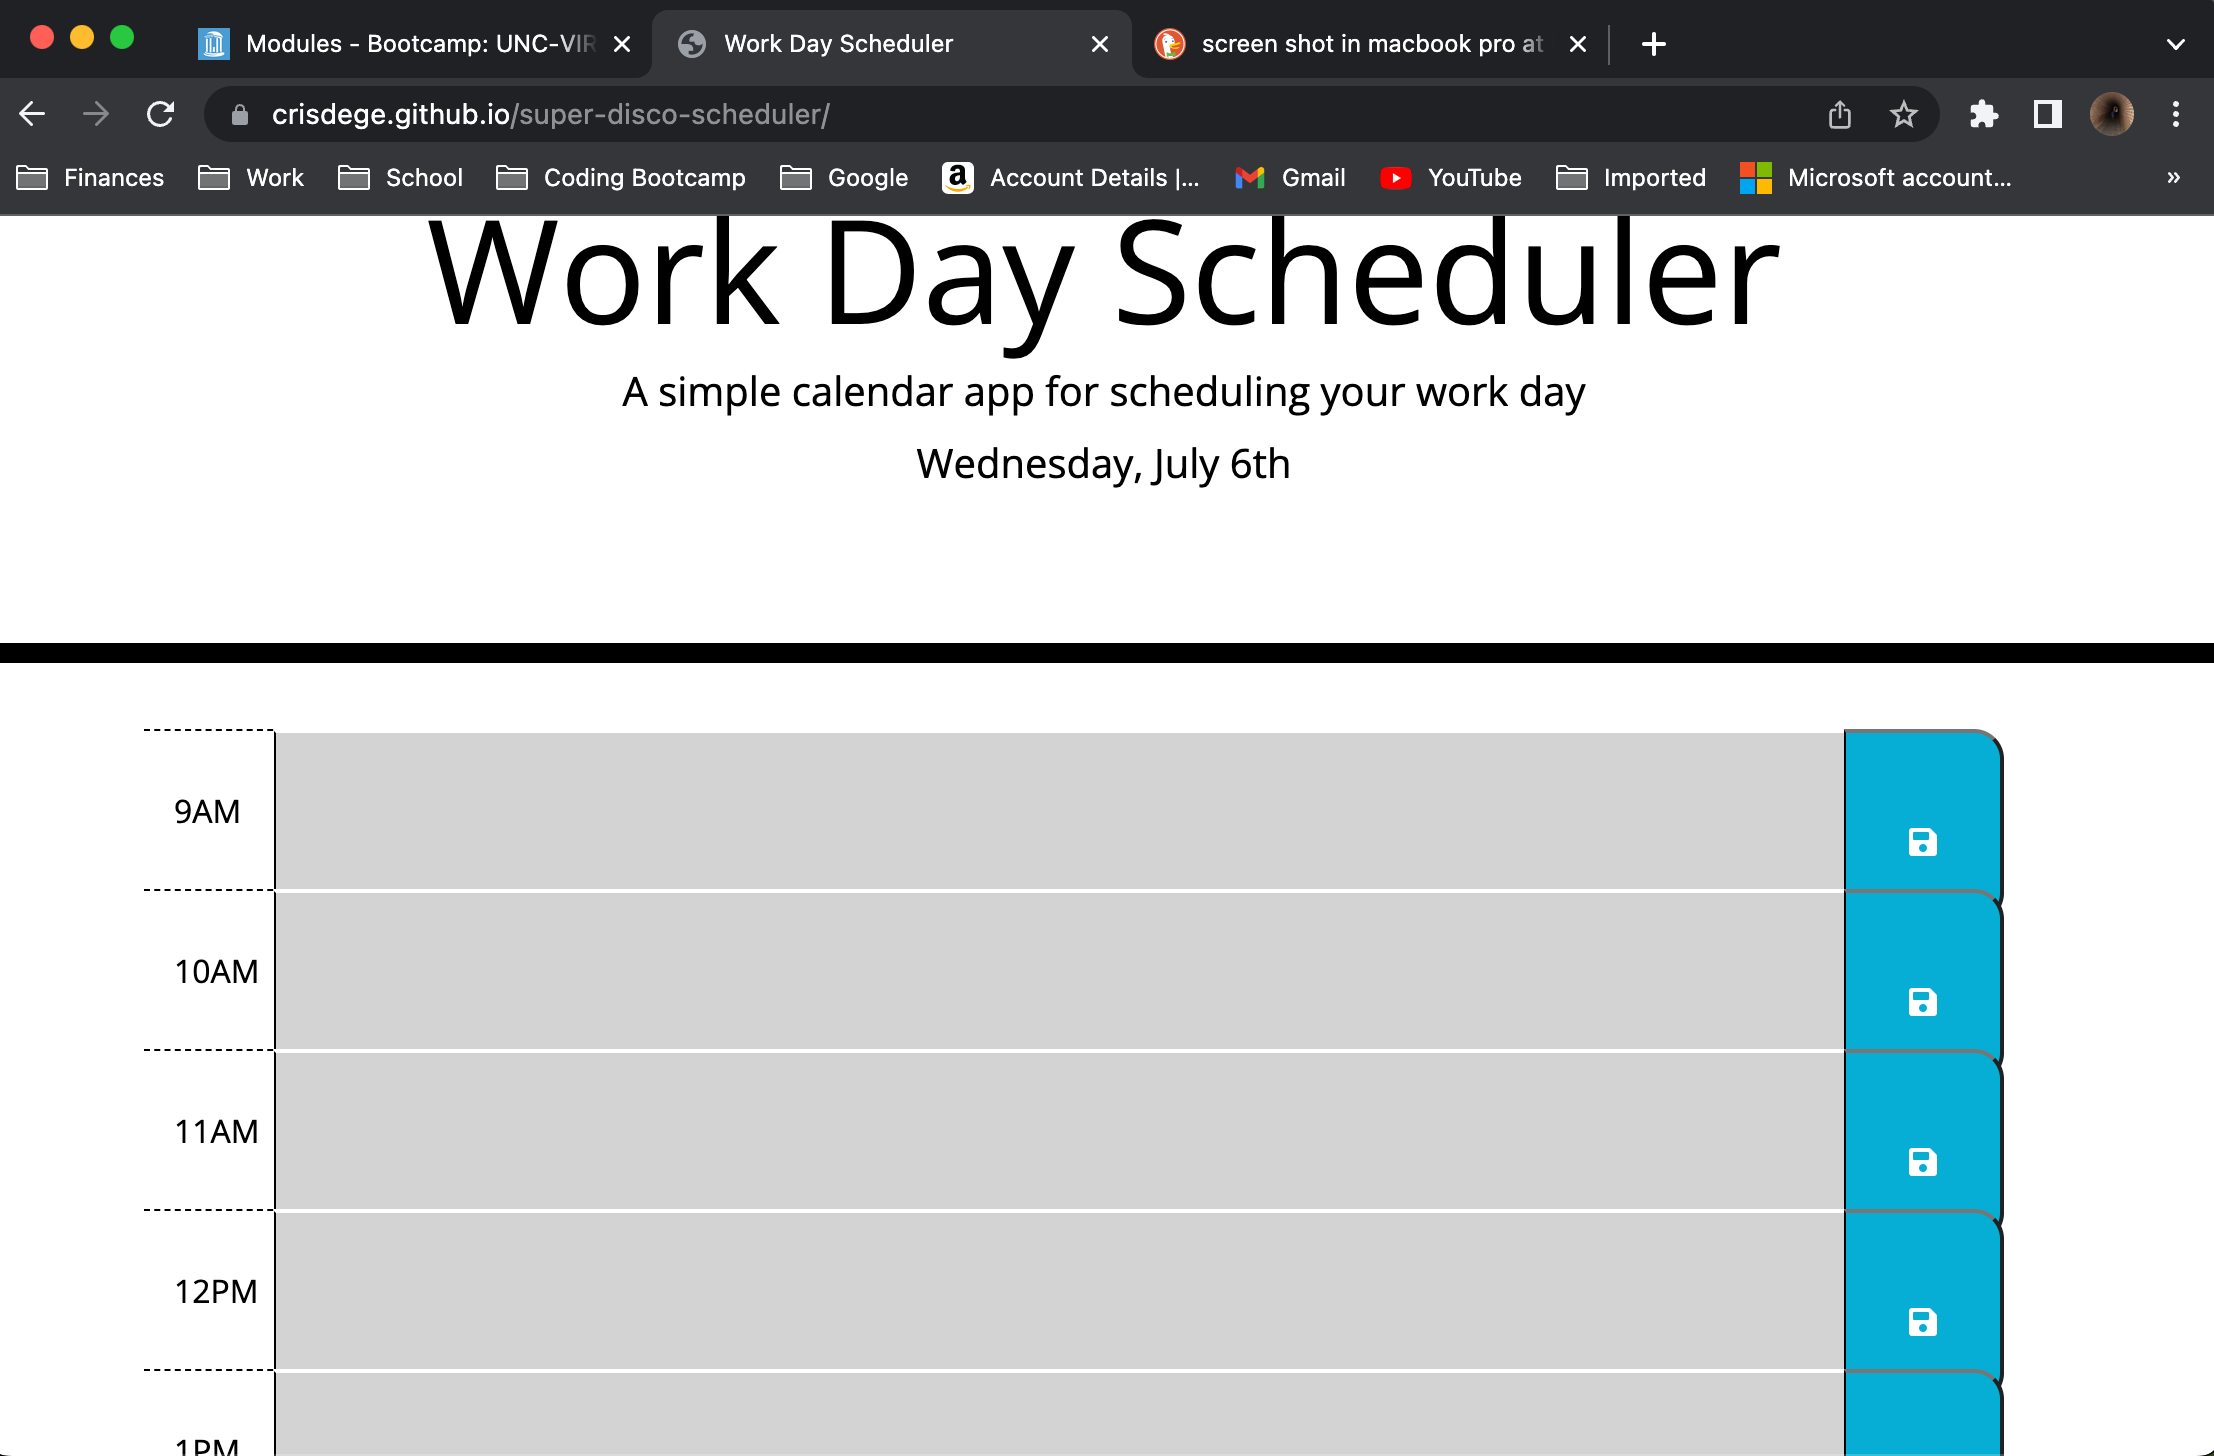 Modules - Bootcamp: UNC-VIR
Work Day Scheduler
screen shot in macbook pro at
crisdege.github.io/super-disco-scheduler/
Finances Work School Coding Bootcamp Google Account Details |... Gmail YouTube Imported Microsoft account... »
Work Day Scheduler
A simple calendar app for scheduling your work day
Wednesday, July 6th
9AM
10AM
11AM
12PM
1PM